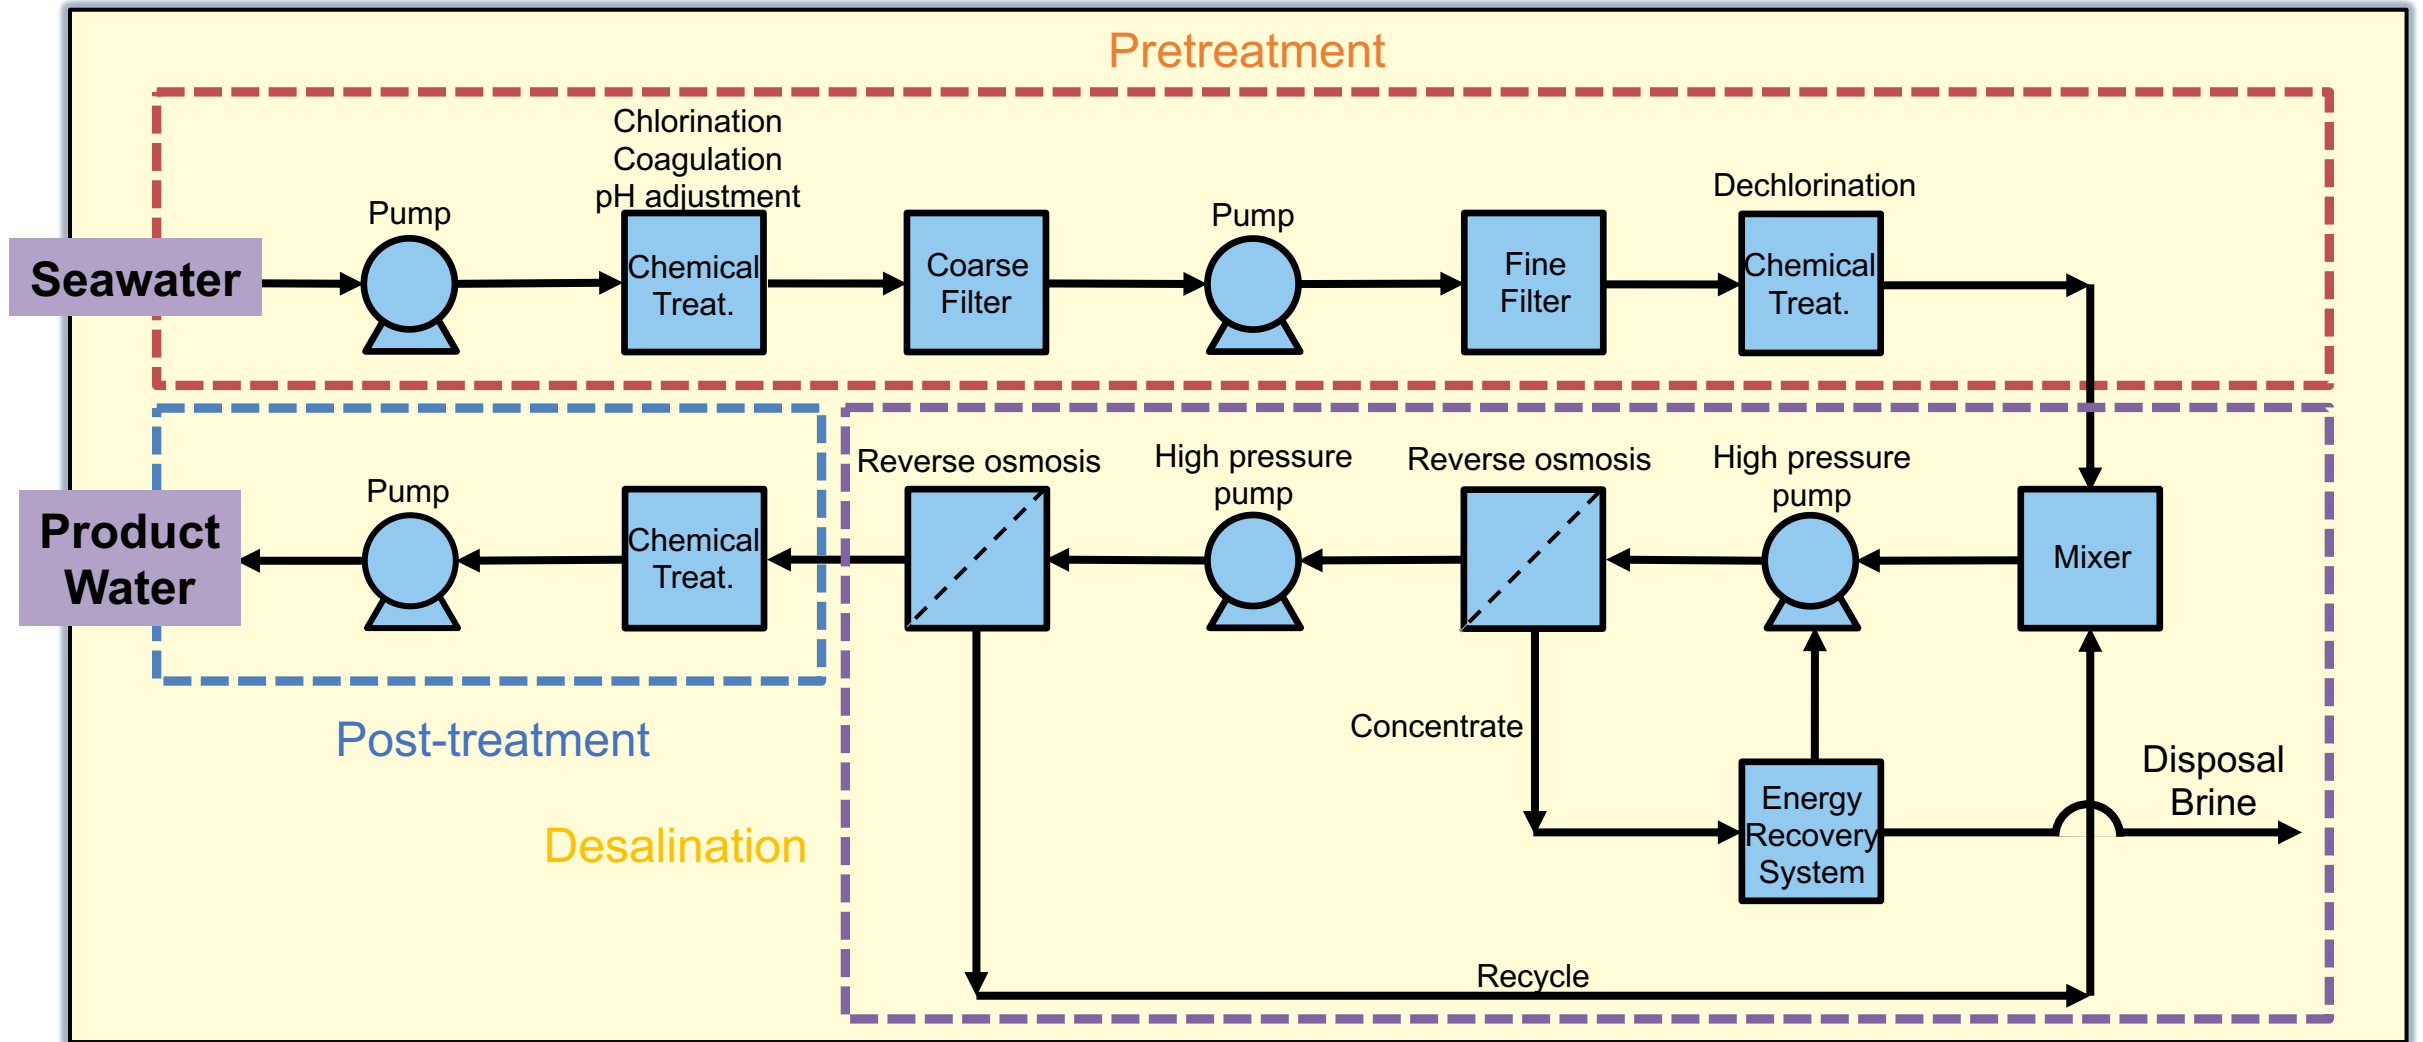 Pretreatment
Chlorination
Coagulation
pH adjustment
Dechlorination
Pump
Pump
Seawater
Chemical
Treat.
Coarse
Filter
Fine
Filter
Chemical
Treat.
Reverse osmosis
High pressure
pump
Reverse osmosis
High pressure
pump
Pump
Product
Water
Chemical
Treat.
Mixer
Post-treatment
Concentrate
Disposal
Brine
Energy
Recovery
System
Desalination
Recycle